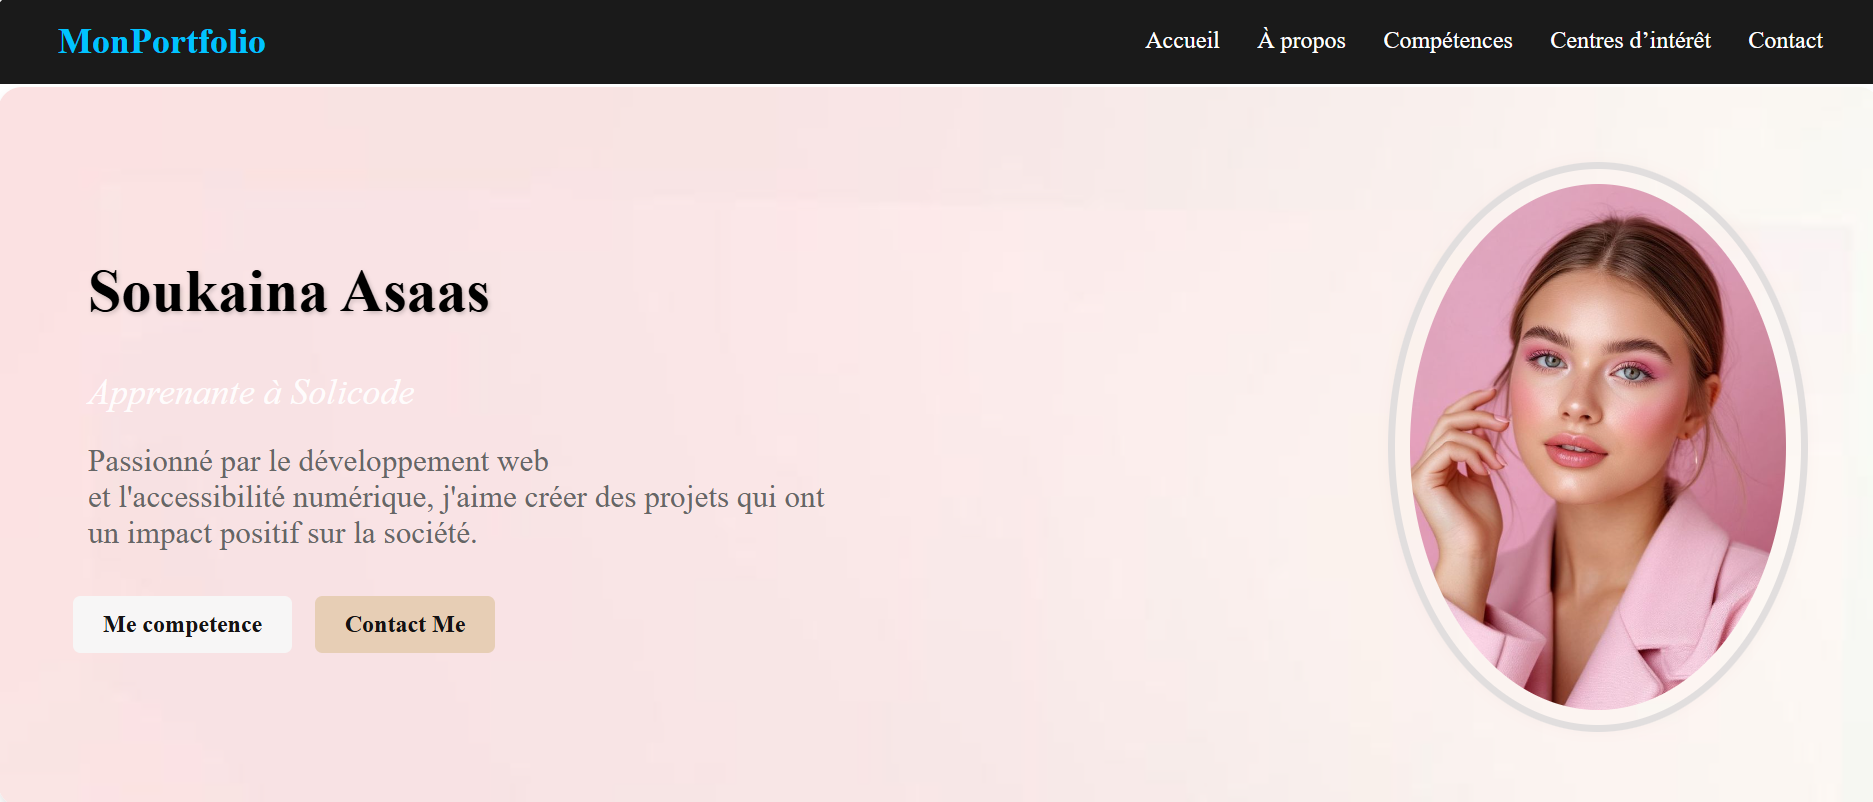 MonPortfolio
Accueil
À propos
Compétences
Centres d’intérêt
Contact
Soukaina Asaas
Apprenante à Solicode
Passionné par le développement web
et l'accessibilité numérique, j'aime créer des projets qui ont
un impact positif sur la société.
Me competence
Contact Me